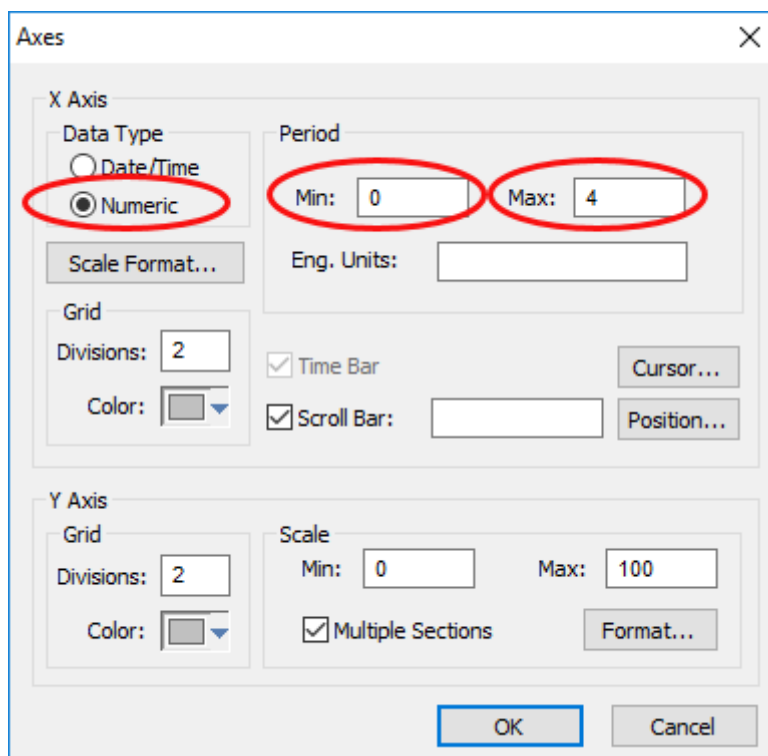 Axes
X Axis
Data Type
Date/Time
Numeric
Scale Format...
Period
Min: 0 Max: 4
Eng. Units:
Grid
Divisions: 2
Color:
Time Bar
Cursor...
Scroll Bar:
Position...
Y Axis
Grid
Divisions: 2
Color:
Scale
Min: 0 Max: 100
Multiple Sections
Format...
OK Cancel